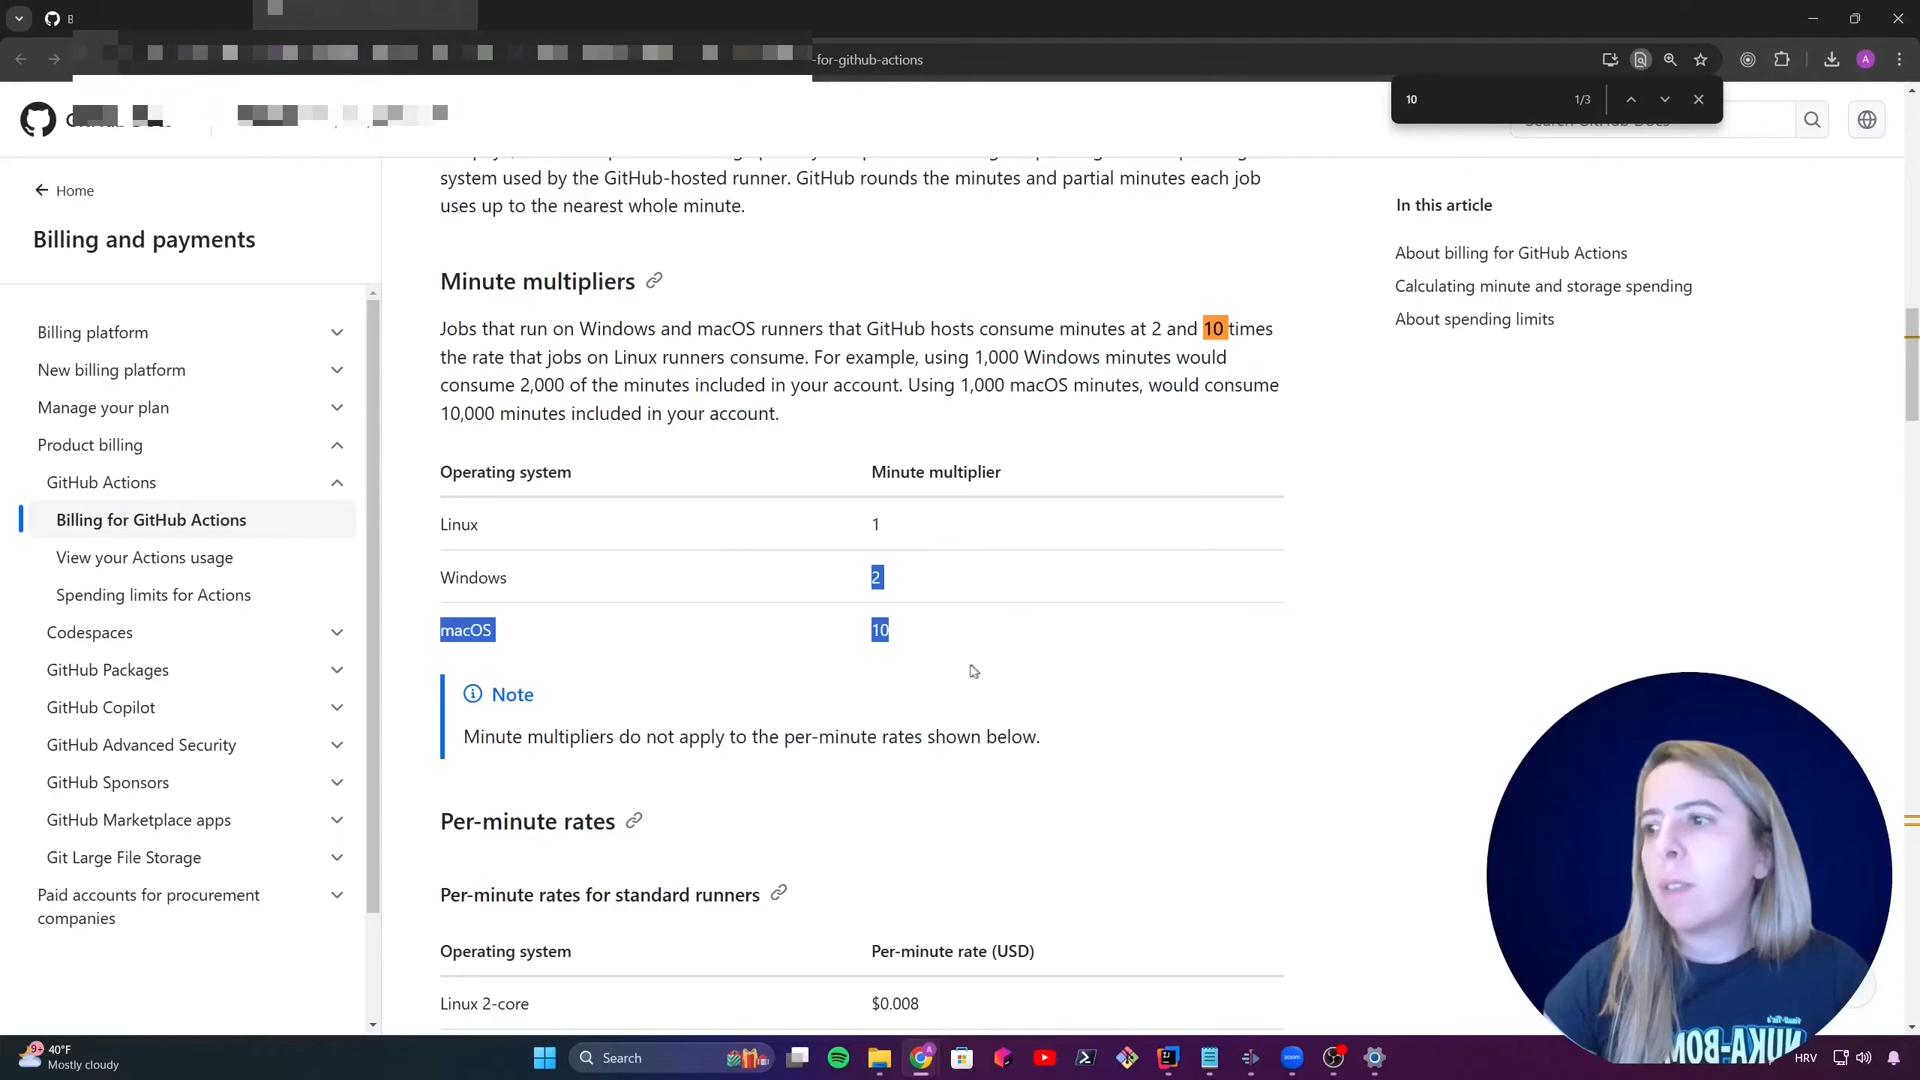 -for-github-actions
10
1/3
A
Home
Billing and payments
Billing platform
New billing platform
Manage your plan
Product billing
GitHub Actions
Billing for GitHub Actions
View your Actions usage
Spending limits for Actions
Codespaces
GitHub Packages
GitHub Copilot
GitHub Advanced Security
GitHub Sponsors
GitHub Marketplace apps
Git Large File Storage
Paid accounts for procurement
companies
system used by the GitHub-hosted runner. GitHub rounds the minutes and partial minutes each job
uses up to the nearest whole minute.
Minute multipliers
Jobs that run on Windows and macOS runners that GitHub hosts consume minutes at 2 and 10 times
the rate that jobs on Linux runners consume. For example, using 1,000 Windows minutes would
consume 2,000 of the minutes included in your account. Using 1,000 macOS minutes, would consume
10,000 minutes included in your account.
Operating system Minute multiplier
Linux 1
Windows 2
macOS 10
Note
Minute multipliers do not apply to the per-minute rates shown below.
Per-minute rates
Per-minute rates for standard runners
Operating system Per-minute rate (USD)
Linux 2-core $0.008
In this article
About billing for GitHub Actions
Calculating minute and storage spending
About spending limits
NUKA-BOM
9+
40°F
Mostly cloudy
Search
HRV